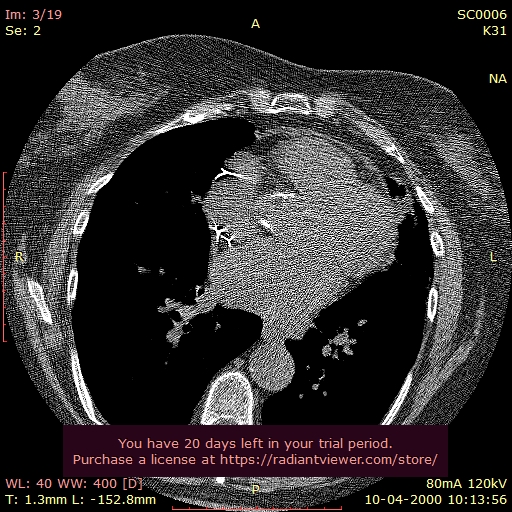 Im: 3/19
Se: 2
A
SC0006
K31
NA
R
L
You have 20 days left in your trial period.
Purchase a license at https://radiantviewer.com/store/
WL: 40 WW: 400 [D]
T: 1.3mm L: -152.8mm
P
80mA 120kV
10-04-2000 10:13:56